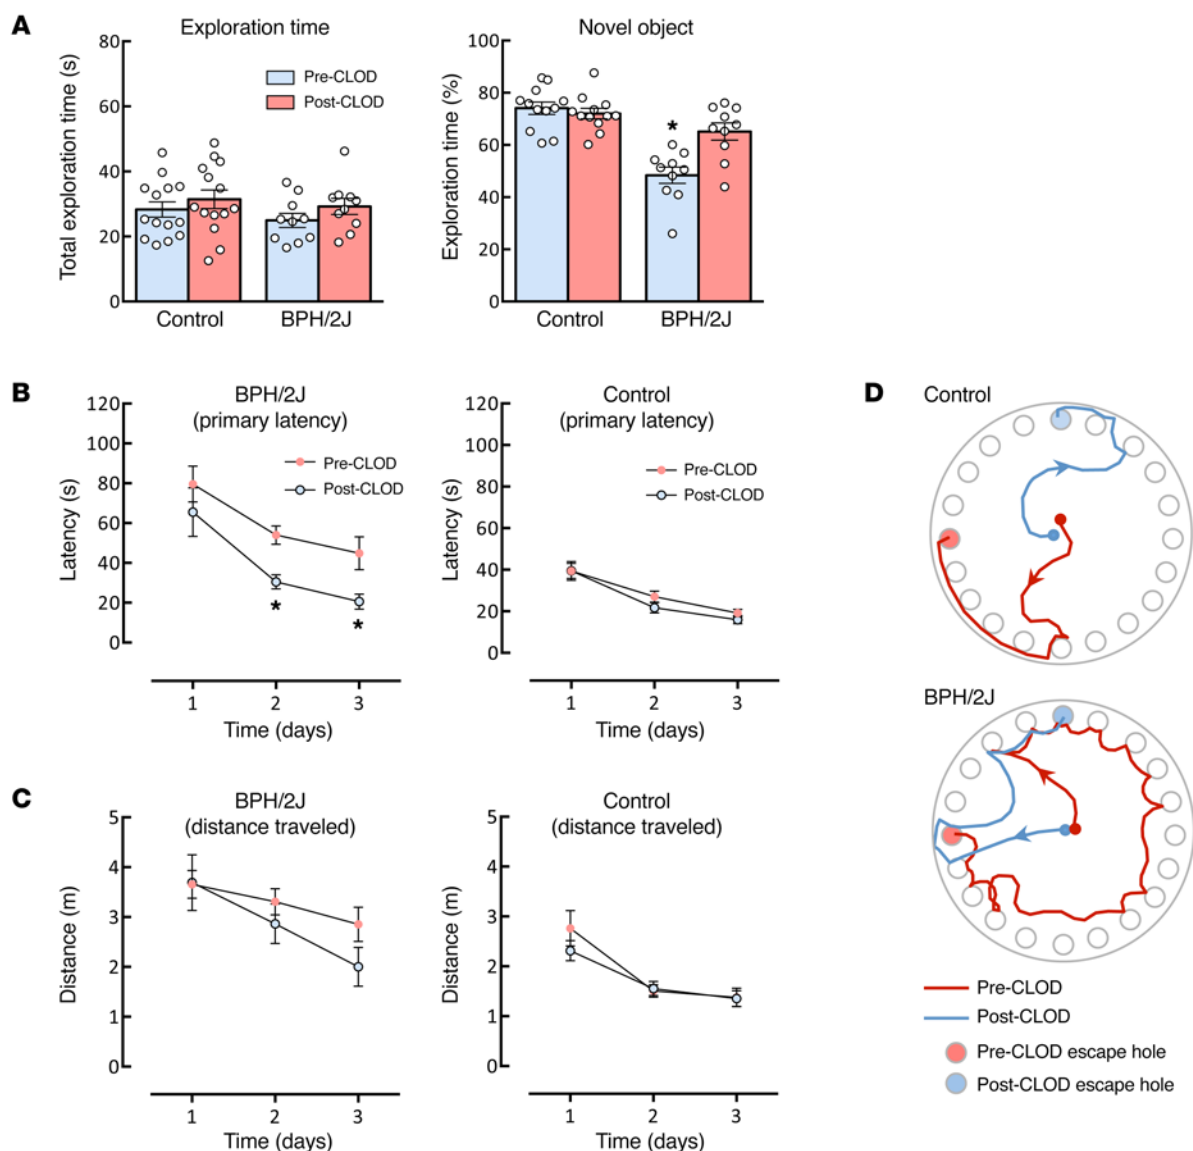 A
Exploration time
Total exploration time (s)
80
60
40
20
0
Pre-CLOD
Post-CLOD
Control
BPH/2J
Novel object
Exploration time (%)
100
80
60
40
20
0
*
Control
BPH/2J
B
BPH/2J
(primary latency)
Latency (s)
120
100
80
60
40
20
0
Pre-CLOD
Post-CLOD
*
*
1 2 3
Time (days)
Control
(primary latency)
Latency (s)
120
100
80
60
40
20
0
Pre-CLOD
Post-CLOD
1 2 3
Time (days)
C
BPH/2J
(distance traveled)
Distance (m)
5
4
3
2
1
0
1 2 3
Time (days)
Control
(distance traveled)
Distance (m)
5
4
3
2
1
0
1 2 3
Time (days)
D
Control
BPH/2J
Pre-CLOD
Post-CLOD
Pre-CLOD escape hole
Post-CLOD escape hole